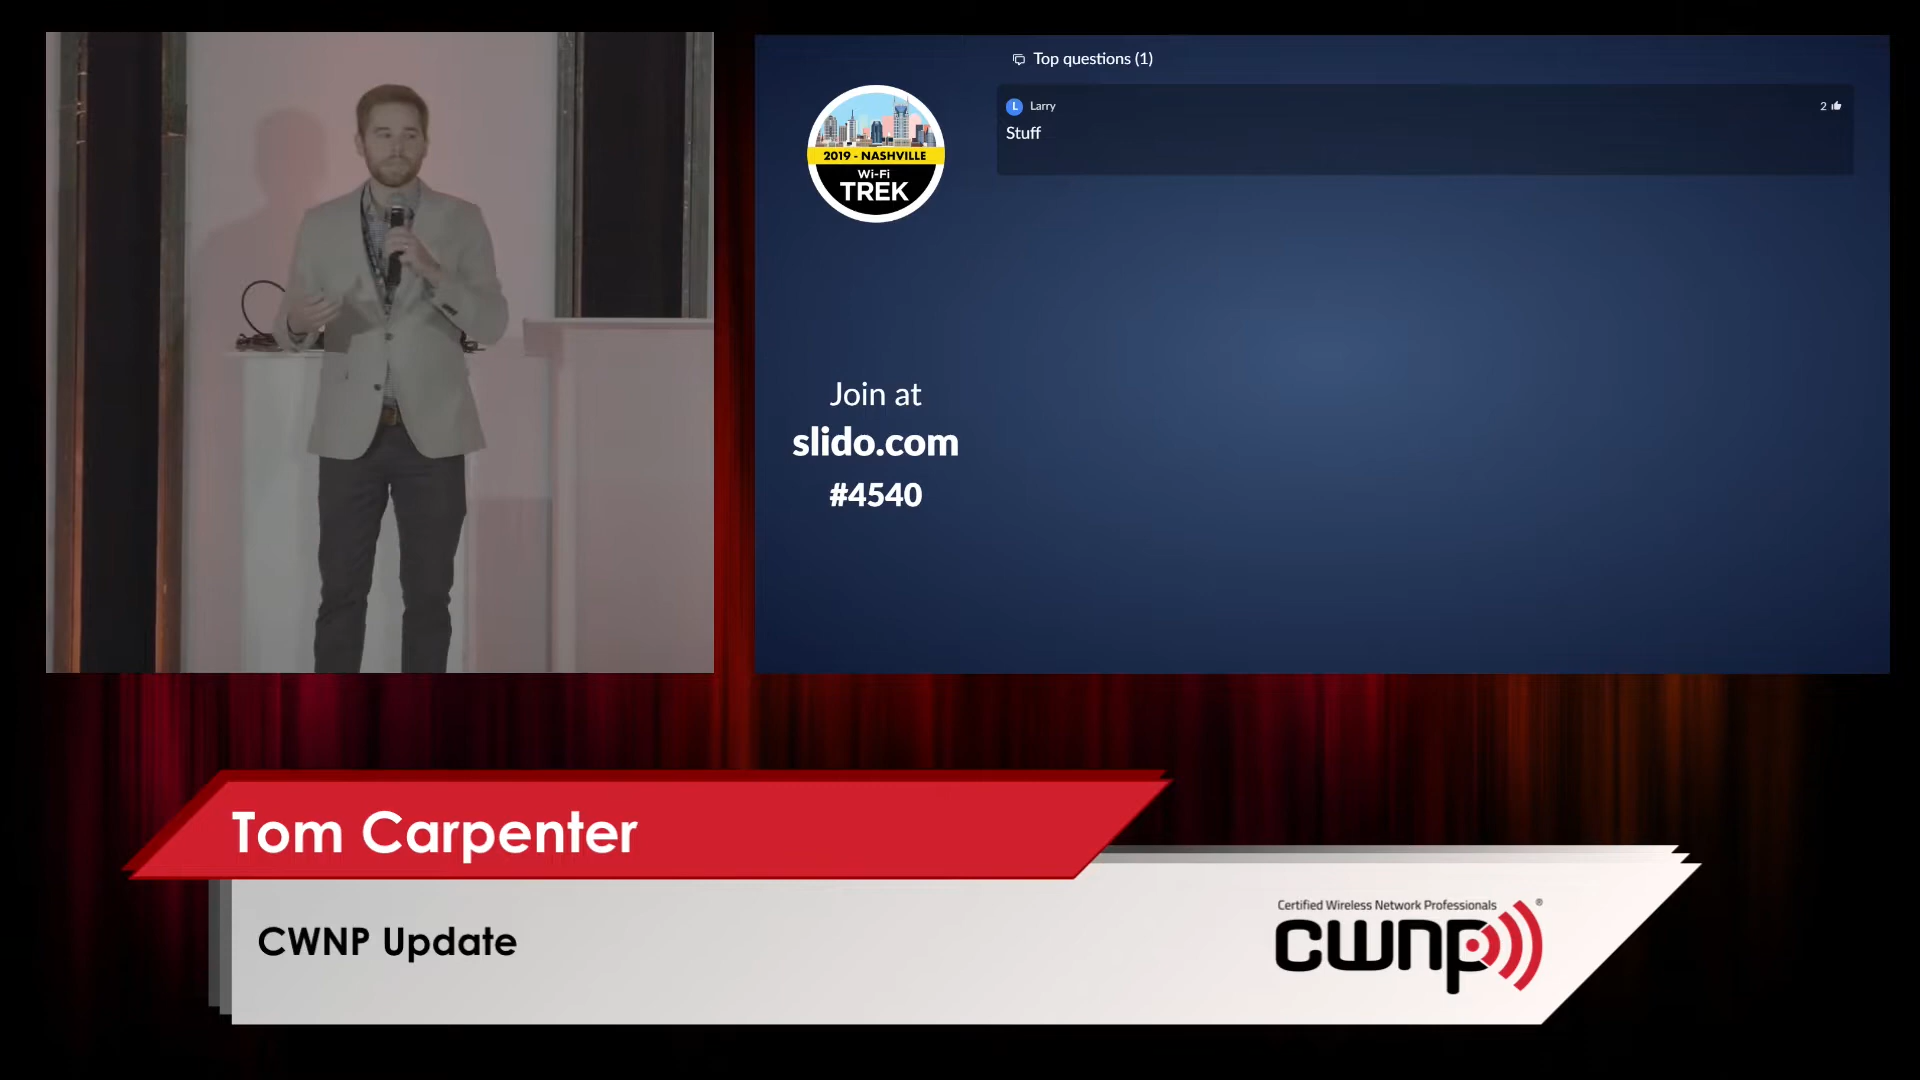 Top questions (1)
L Larry 2
Stuff
2019 - NASHVILLE
Wi-Fi
TREK
Join at
slido.com
#4540
Tom Carpenter
CWNP Update
Certified Wireless Network Professionals ®
cwnp